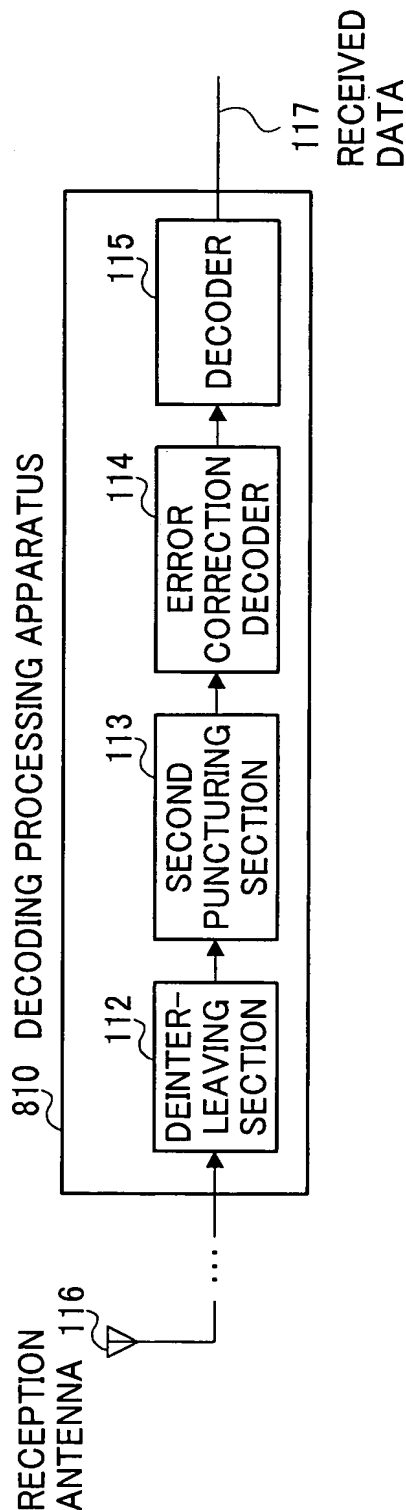 810 DECODING PROCESSING APPARATUS
RECEPTION
ANTENNA 116
...
112
DEINTER-
LEAVING
SECTION
113
SECOND
PUNCTURING
SECTION
114
ERROR
CORRECTION
DECODER
115
DECODER
117
RECEIVED
DATA